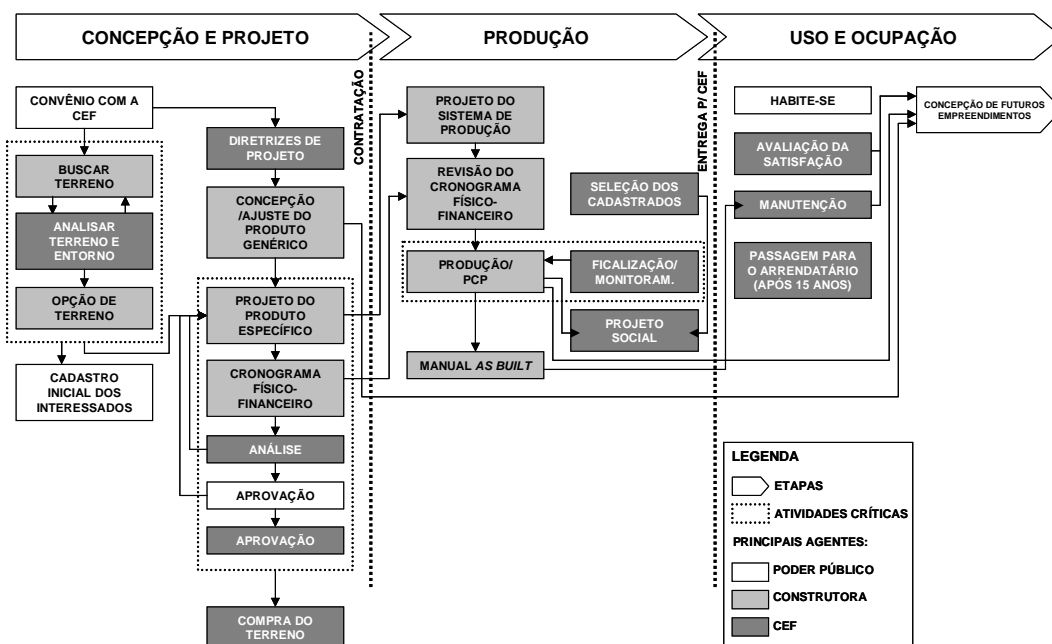 CONCEPÇÃO E PROJETO
PRODUÇÃO
USO E OCUPAÇÃO
CONVÊNIO COM A
CEF
BUSCAR
TERRENO
ANALISAR
TERRENO E
ENTORNO
OPÇÃO DE
TERRENO
CADASTRO
INICIAL DOS
INTERESSADOS
DIRETRIZES DE
PROJETO
CONCEPÇÃO
/AJUSTE DO
PRODUTO
GENÉRICO
PROJETO DO
PRODUTO
ESPECÍFICO
CRONOGRAMA
FÍSICO-
FINANCEIRO
ANÁLISE
APROVAÇÃO
APROVAÇÃO
COMPRA DO
TERRENO
CONTRATAÇÃO
PROJETO DO
SISTEMA DE
PRODUÇÃO
REVISÃO DO
CRONOGRAMA
FÍSICO-
FINANCEIRO
PRODUÇÃO/
PCP
MANUAL AS BUILT
SELEÇÃO DOS
CADASTRADOS
FICALIZAÇÃO/
MONITORAM.
PROJETO
SOCIAL
ENTREGA P/ CEF
HABITE-SE
AVALIAÇÃO DA
SATISFAÇÃO
MANUTENÇÃO
PASSAGEM PARA
O ARRENDATÁRIO
(APÓS 15 ANOS)
CONCEPÇÃO DE FUTUROS
EMPREENDIMENTOS
LEGENDA
ETAPAS
ATIVIDADES CRÍTICAS
PRINCIPAIS AGENTES:
PODER PÚBLICO
CONSTRUTORA
CEF